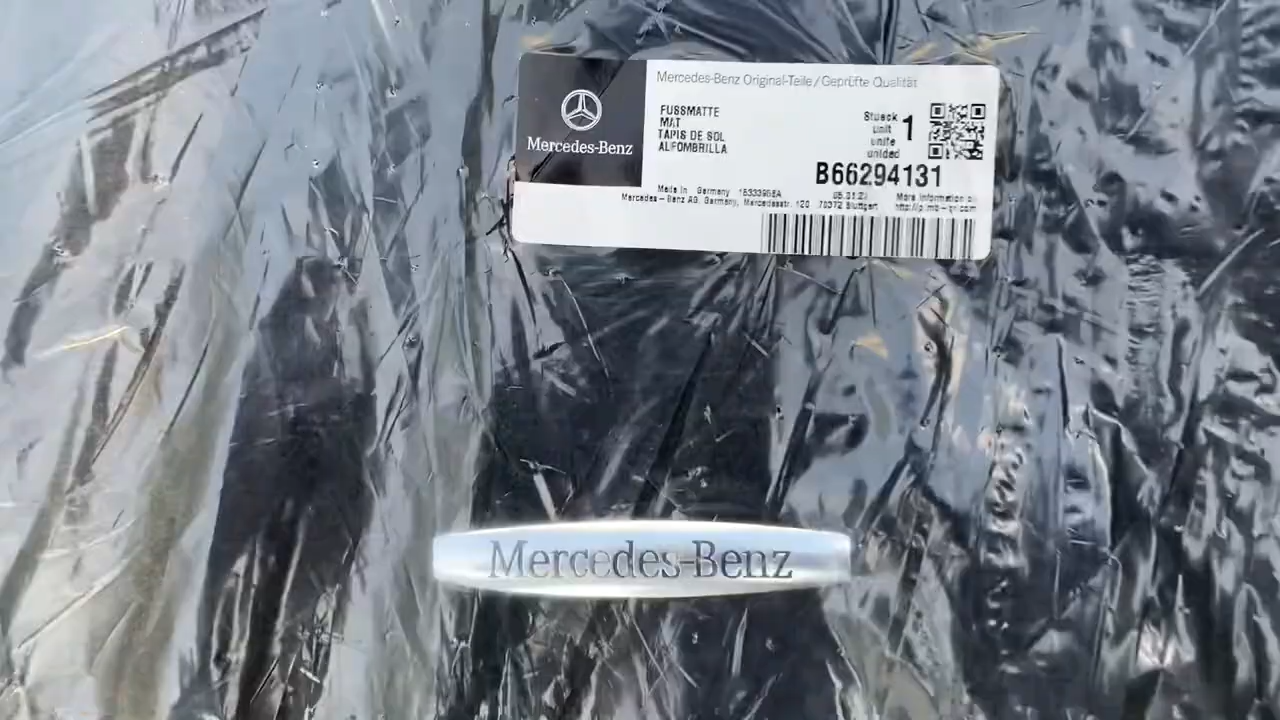 Mercedes-Benz Original-Teile / Geprüfte Qualität
Mercedes-Benz
FUSSMATTE
MAT
TAPIS DE SOL
ALFOMBRILLA
Stueck
unit
unite
unidad
1
B66294131
Made in Germany
Mercedes-Benz AG, Germany, Mercedesstr. 120 70372 Stuttgart
More Information on
Mercedes-Benz